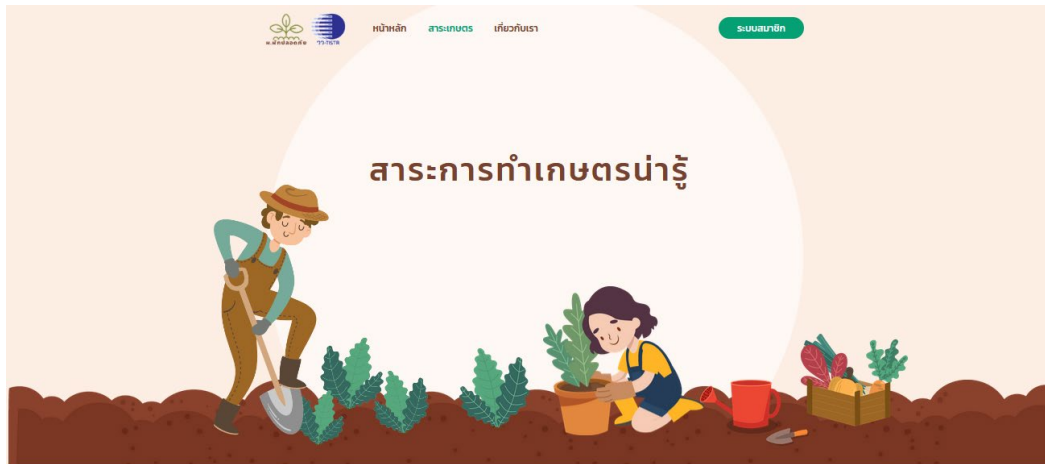 หน้าหลัก
สาระเกษตร
เกี่ยวกับเรา
ระบบสมาชิก
สาระการทำเกษตรน่ารู้